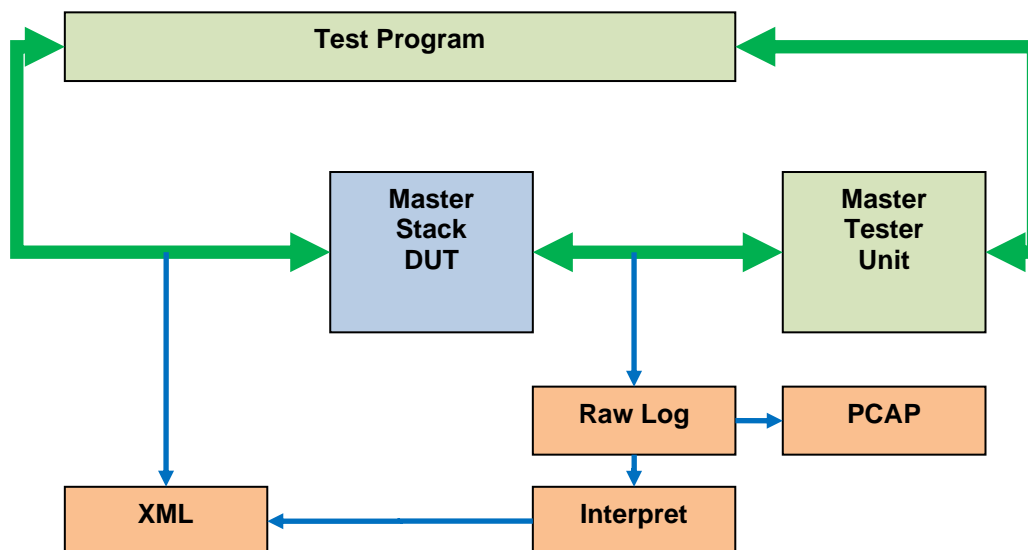 Test Program
Master
Stack
DUT
Master
Tester
Unit
Raw Log
PCAP
XML
Interpret